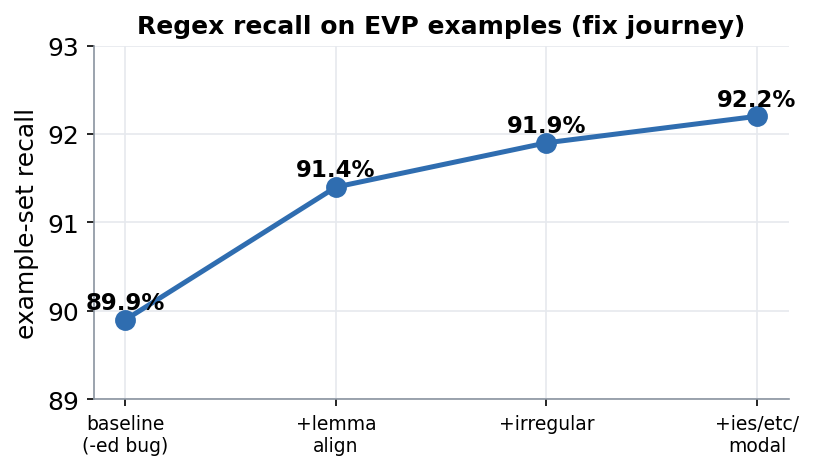 Regex recall on EVP examples (fix journey)
example-set recall
93
92
91
90
89
89.9%
91.4%
91.9%
92.2%
baseline
(-ed bug)
+lemma
align
+irregular
+ies/etc/
modal